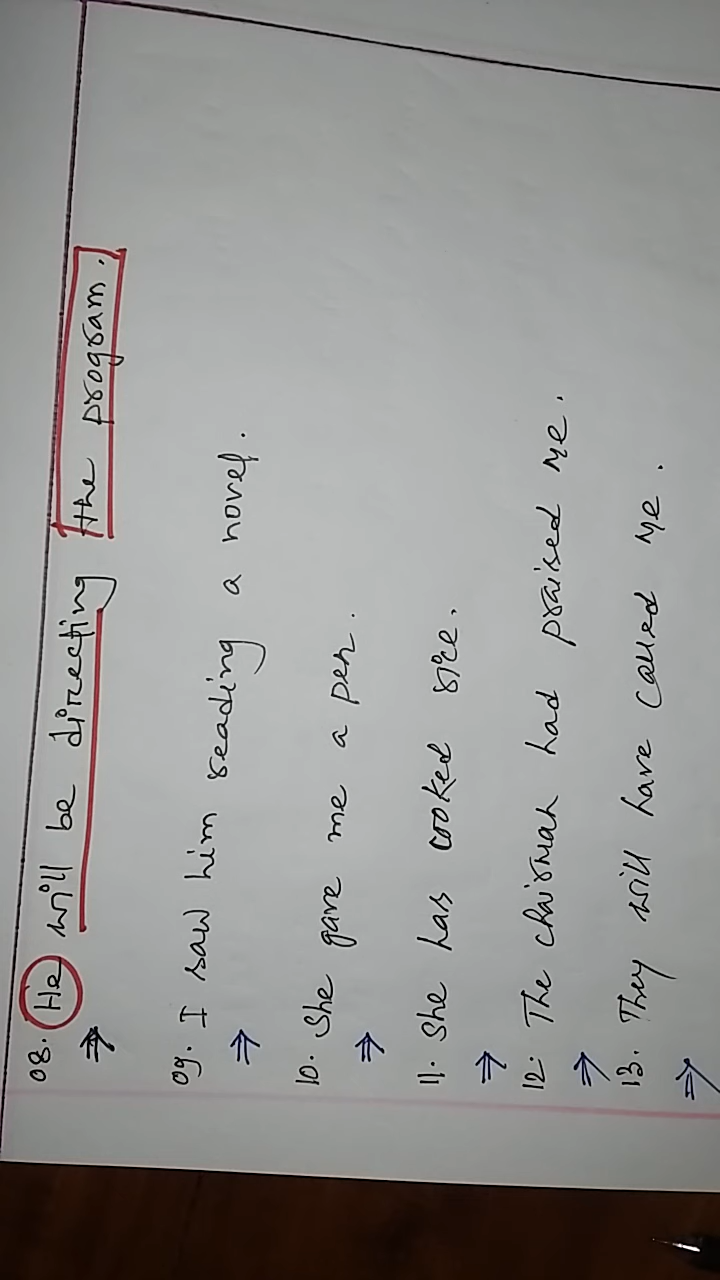 08. He will be directing the program.
⇒
09. I saw him reading a novel.
⇒
10. She gave me a pen.
⇒
11. She has cooked rice.
⇒
12. The chairman had praised me.
⇒
13. They will have called me.
⇒